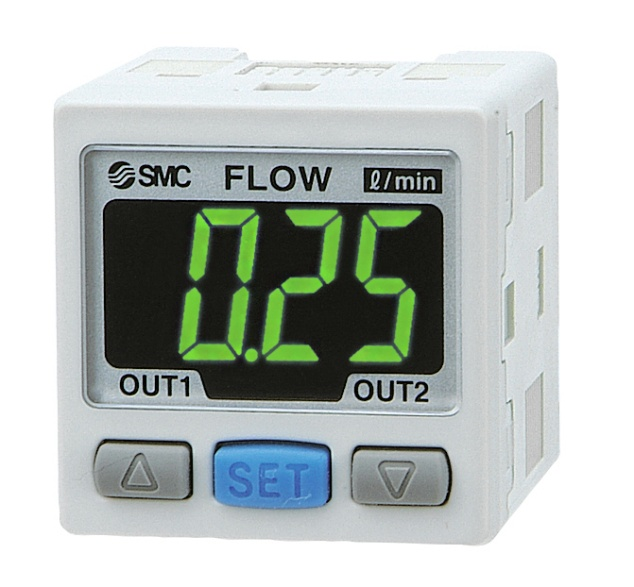 SMC FLOW ℓ/min
0.25
OUT1 OUT2
△ SET ▽